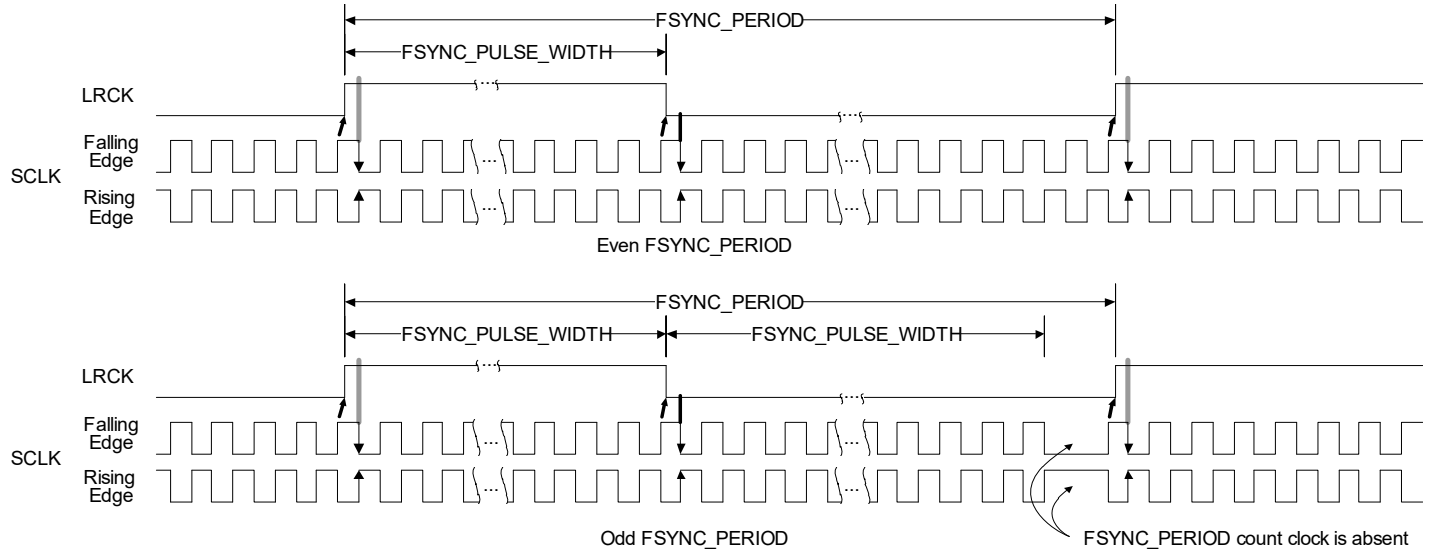 FSYNC_PERIOD
FSYNC_PULSE_WIDTH
...
LRCK
...
Falling
Edge
... ...
SCLK
Rising
Edge
... ...
Even FSYNC_PERIOD
FSYNC_PERIOD
FSYNC_PULSE_WIDTH FSYNC_PULSE_WIDTH
...
LRCK
...
Falling
Edge
... ...
SCLK
Rising
Edge
... ...
Odd FSYNC_PERIOD FSYNC_PERIOD count clock is absent